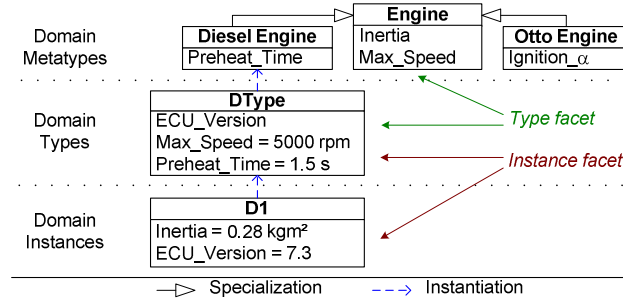 Domain
Metatypes
Diesel Engine
Preheat_Time
Engine
Inertia
Max_Speed
Otto Engine
Ignition_α
Domain
Types
DType
ECU_Version
Max_Speed = 5000 rpm
Preheat_Time = 1.5 s
Type facet
Instance facet
Domain
Instances
D1
Inertia = 0.28 kgm²
ECU_Version = 7.3
Specialization
Instantiation